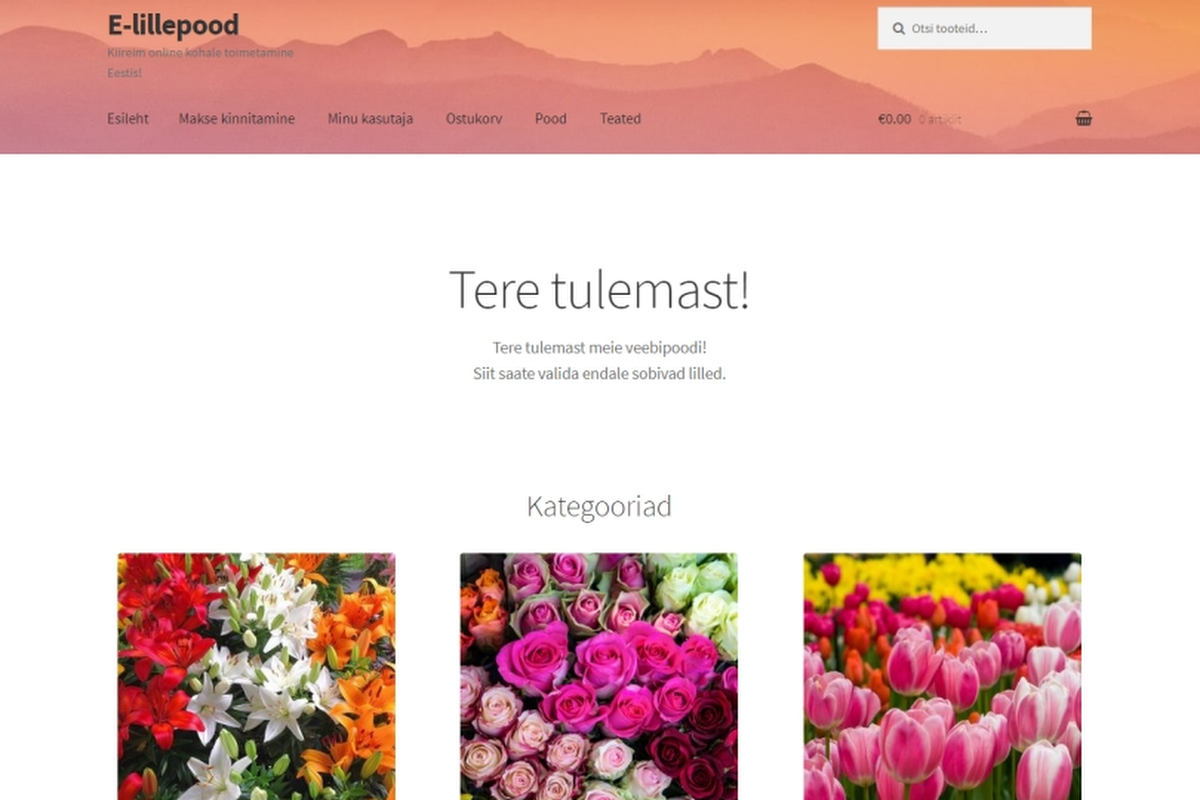 E-lillepood
Kiireim online kohale toimetamine
Eestis!
Otsi tooteid...
Esileht Makse kinnitamine Minu kasutaja Ostukorv Pood Teated
€0.00 0 artiklit
Tere tulemast!
Tere tulemast meie veebipoodi!
Siit saate valida endale sobivad lilled.
Kategooriad